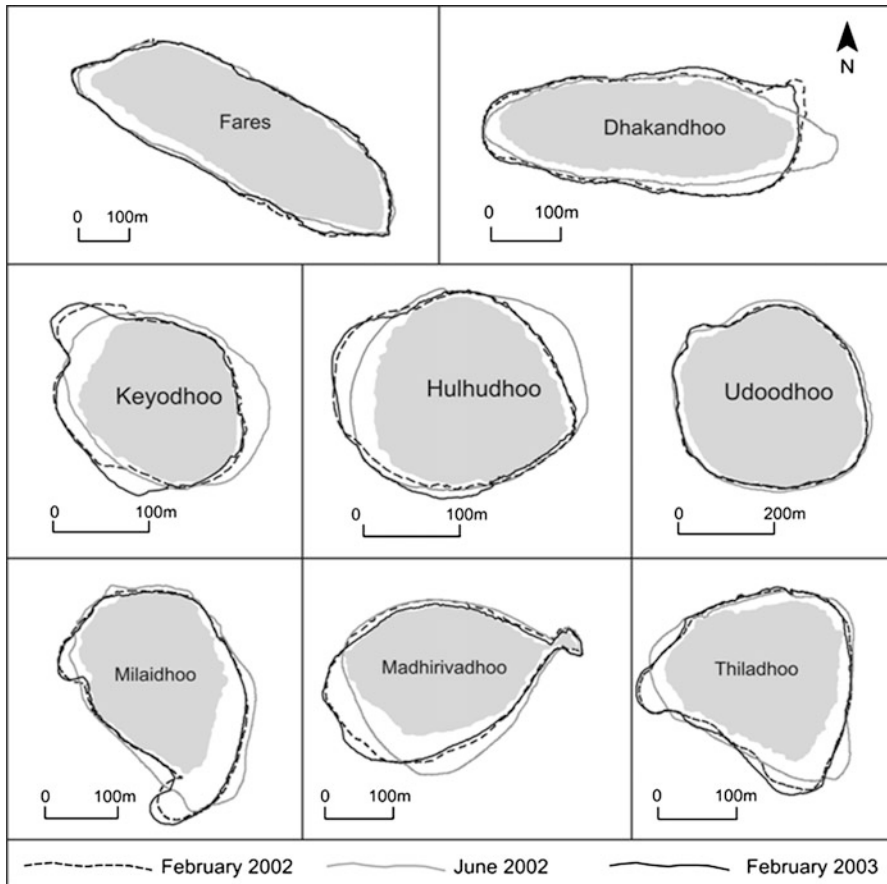 N
Fares
0 100m
Dhakandhoo
0 100m
Keyodhoo
0 100m
Hulhudhoo
0 100m
Udoodhoo
0 200m
Milaidhoo
0 100m
Madhirivadhoo
0 100m
Thiladhoo
0 100m
February 2002 June 2002 February 2003